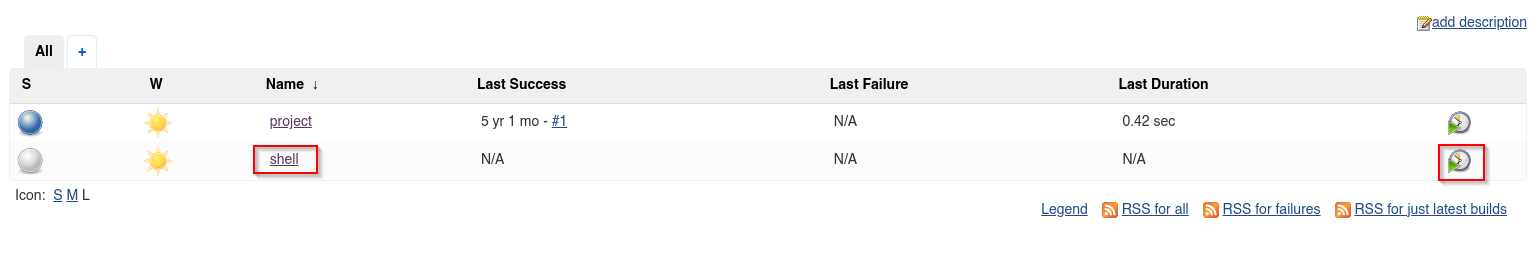 add description
All +
S W Name ↓ Last Success Last Failure Last Duration
project 5 yr 1 mo - #1 N/A 0.42 sec
shell N/A N/A N/A
Icon: S M L
Legend RSS for all RSS for failures RSS for just latest builds